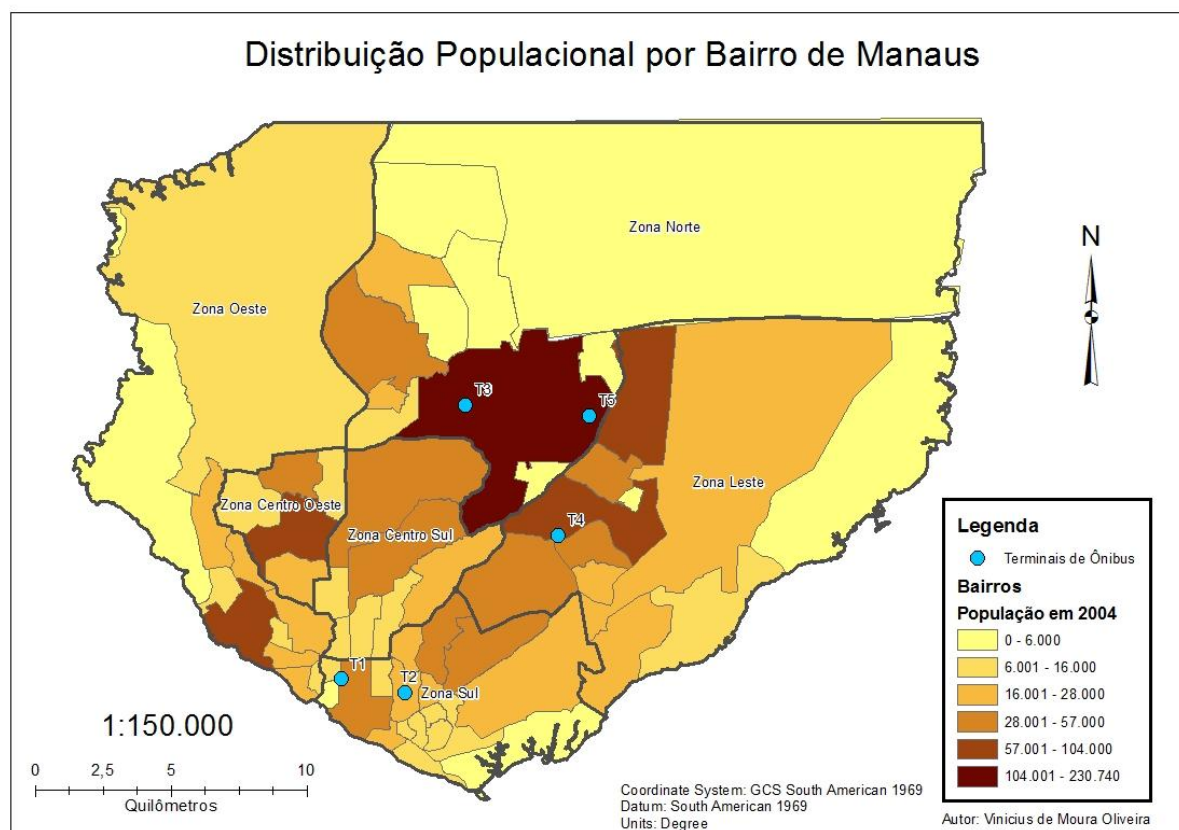 Distribuição Populacional por Bairro de Manaus
Zona Norte
N
Zona Oeste
T3
T5
Zona Leste
Zona Centro Oeste
Zona Centro Sul
T4
T1
T2
Zona Sul
1:150.000
0 2,5 5 10
Quilômetros
Coordinate System: GCS South American 1969
Datum: South American 1969
Units: Degree
Legenda
Terminais de Ônibus
Bairros
População em 2004
0 - 6.000
6.001 - 16.000
16.001 - 28.000
28.001 - 57.000
57.001 - 104.000
104.001 - 230.740
Autor: Vinicius de Moura Oliveira